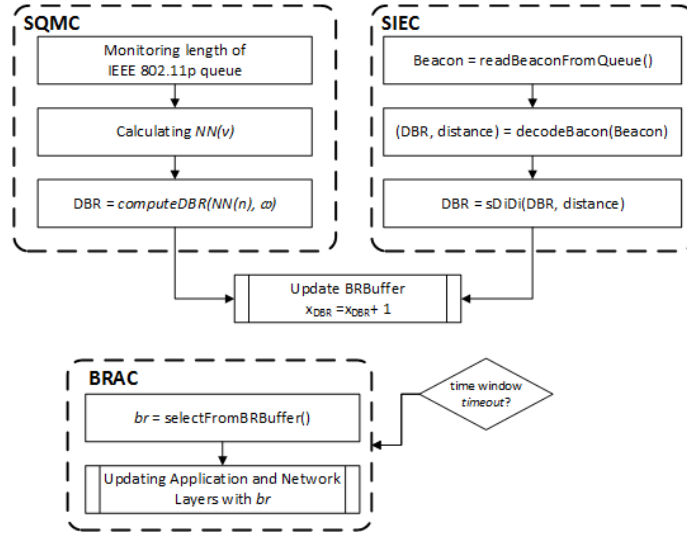 SQMC
Monitoring length of
IEEE 802.11p queue
Calculating NN(v)
DBR = computeDBR(NN(n), ω)
SIEC
Beacon = readBeaconFromQueue()
(DBR, distance) = decodeBacon(Beacon)
DBR = sDiDi(DBR, distance)
Update BRBuffer
xDBR =xDBR+ 1
BRAC
br = selectFromBRBuffer()
Updating Application and Network
Layers with br
time window
timeout?